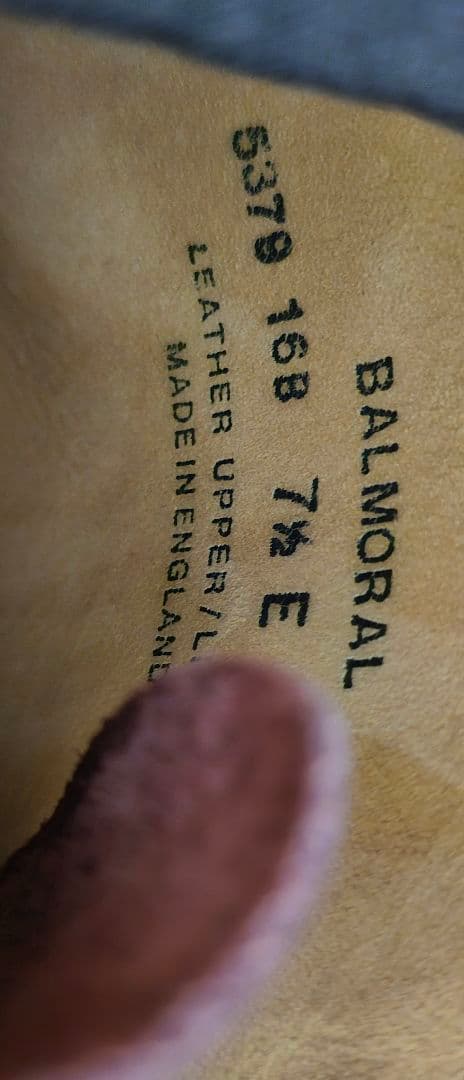 BALMORAL
5379 16B 7½ E
LEATHER UPPER/L
MADE IN ENGLAND